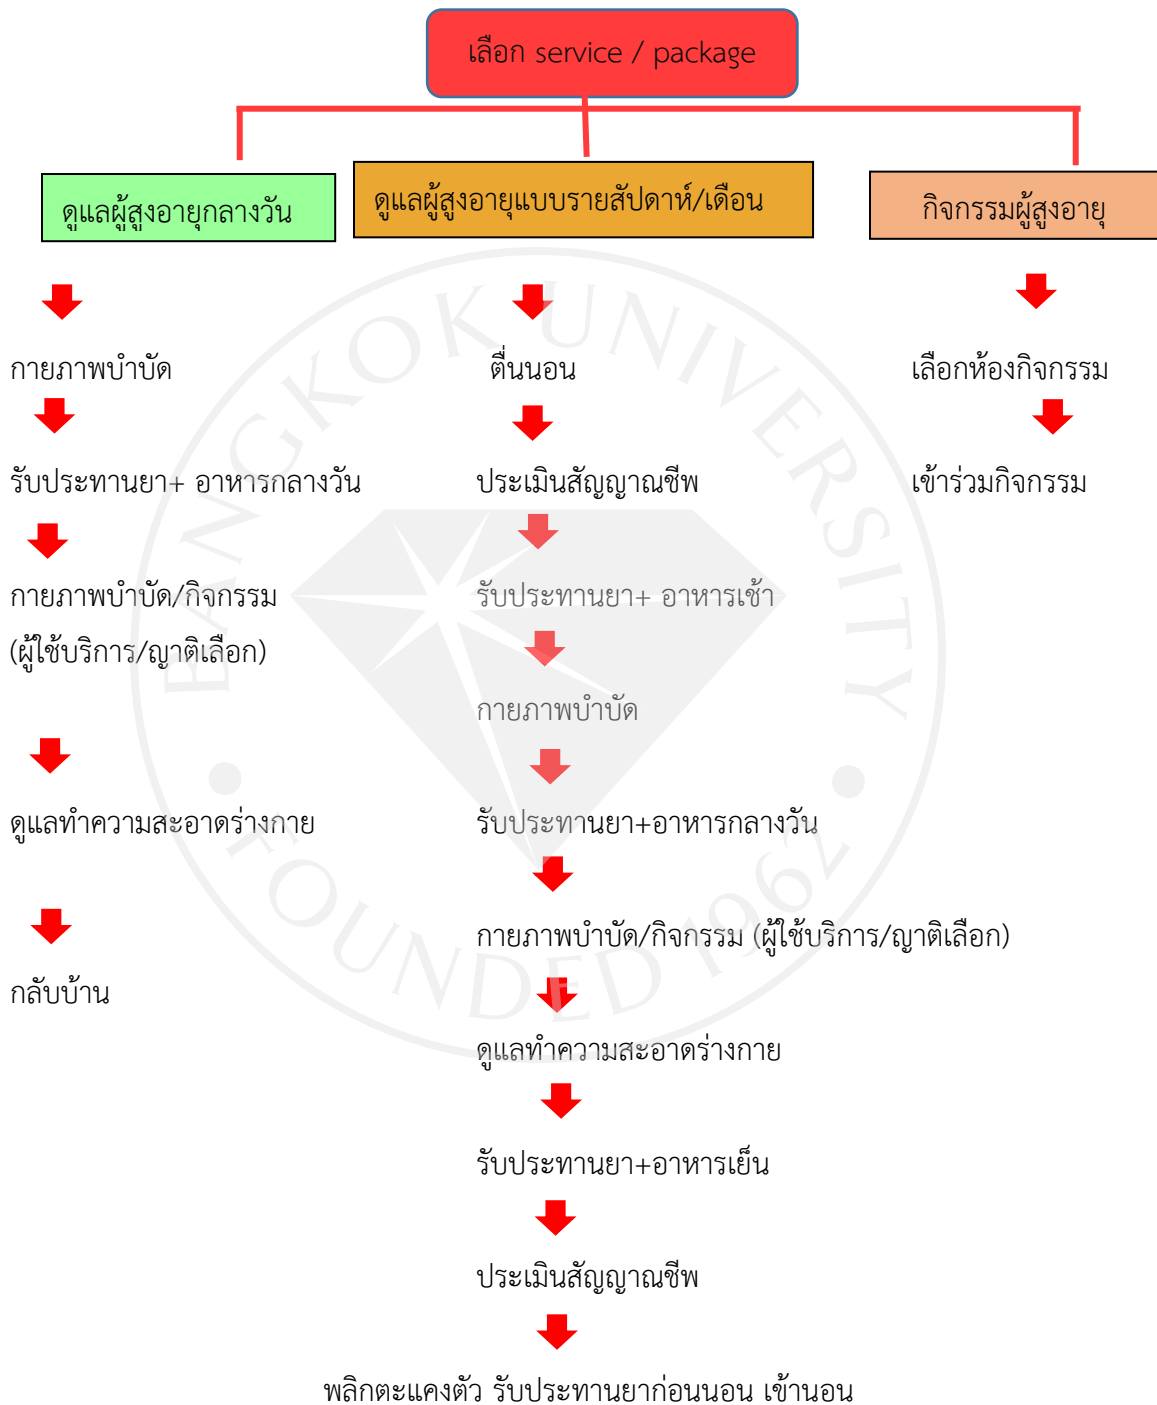 เลือก service / package
ดูแลผู้สูงอายุกลางวัน
ดูแลผู้สูงอายุแบบรายสัปดาห์/เดือน
กิจกรรมผู้สูงอายุ
กายภาพบำบัด
รับประทานยา+ อาหารกลางวัน
กายภาพบำบัด/กิจกรรม
(ผู้ใช้บริการ/ญาติเลือก)
ดูแลทำความสะอาดร่างกาย
กลับบ้าน
ตื่นนอน
ประเมินสัญญาณชีพ
รับประทานยา+ อาหารเช้า
กายภาพบำบัด
รับประทานยา+อาหารกลางวัน
กายภาพบำบัด/กิจกรรม (ผู้ใช้บริการ/ญาติเลือก)
ดูแลทำความสะอาดร่างกาย
รับประทานยา+อาหารเย็น
ประเมินสัญญาณชีพ
พลิกตะแคงตัว รับประทานยาก่อนนอน เข้านอน
เลือกห้องกิจกรรม
เข้าร่วมกิจกรรม
BANGKOK UNIVERSITY
FOUNDED 1962